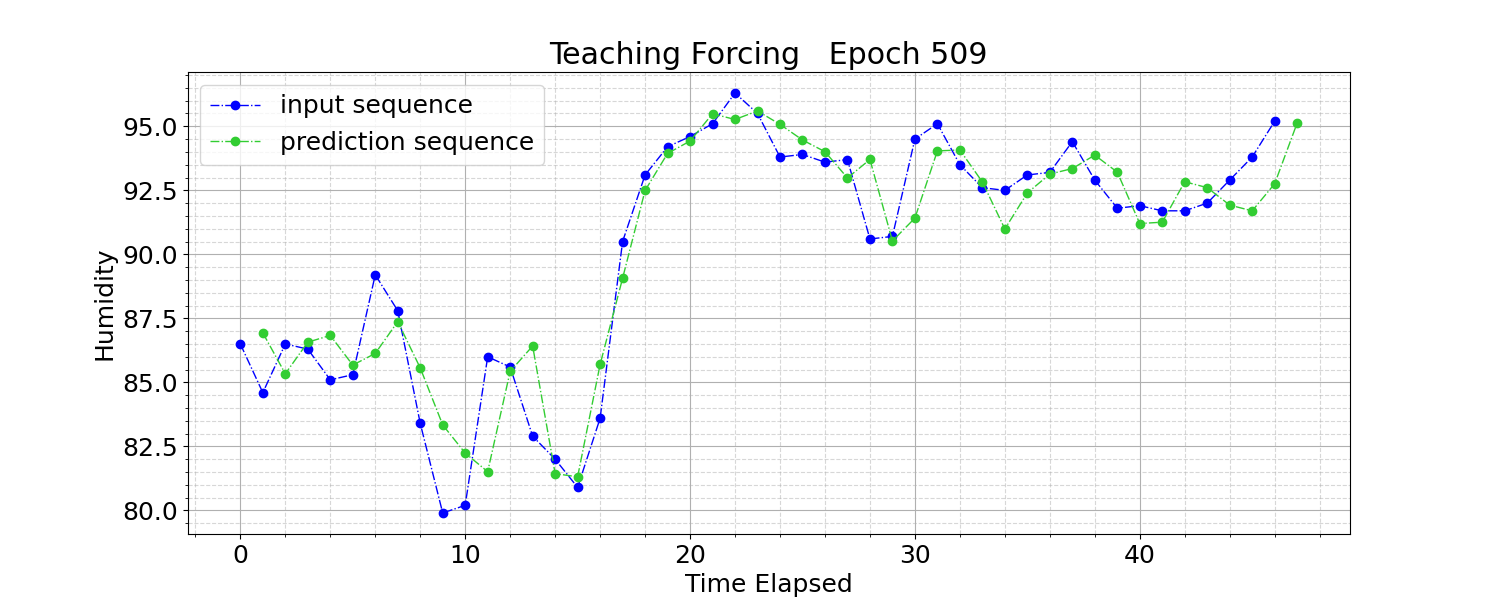 Teaching Forcing   Epoch 509
input sequence
prediction sequence
95.0
92.5
90.0
87.5
85.0
82.5
80.0
Humidity
0 10 20 30 40
Time Elapsed